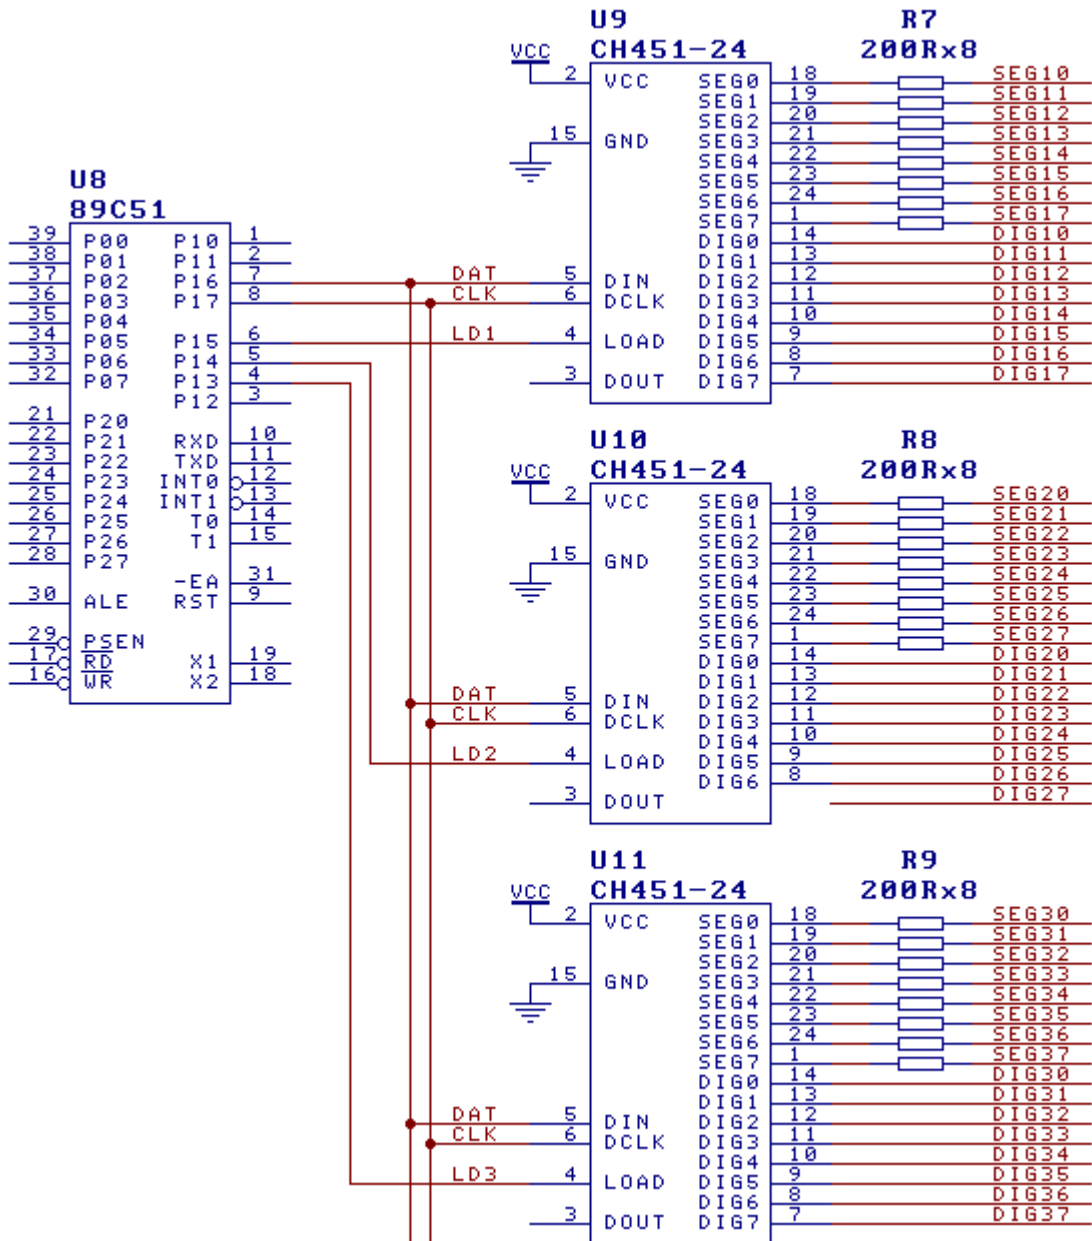 U8
89C51
39 P00 P10 1
38 P01 P11 2
37 P02 P16 7
36 P03 P17 8
35 P04
34 P05 P15 6
33 P06 P14 5
32 P07 P13 4
P12 3
21 P20
22 P21 RXD 10
23 P22 TXD 11
24 P23 INT0 12
25 P24 INT1 13
26 P25 T0 14
27 P26 T1 15
28 P27
-EA 31
30 ALE RST 9
29 PSEN
17 RD X1 19
16 WR X2 18
U9 R7
CH451-24 200Rx8
VCC 2 VCC SEG0 18 SEG10
SEG1 19 SEG11
SEG2 20 SEG12
15 GND SEG3 21 SEG13
SEG4 22 SEG14
SEG5 23 SEG15
SEG6 24 SEG16
SEG7 1 SEG17
DIG0 14 DIG10
DIG1 13 DIG11
DAT 5 DIN DIG2 12 DIG12
CLK 6 DCLK DIG3 11 DIG13
DIG4 10 DIG14
LD1 4 LOAD DIG5 9 DIG15
DIG6 8 DIG16
3 DOUT DIG7 7 DIG17
U10 R8
CH451-24 200Rx8
VCC 2 VCC SEG0 18 SEG20
SEG1 19 SEG21
SEG2 20 SEG22
15 GND SEG3 21 SEG23
SEG4 22 SEG24
SEG5 23 SEG25
SEG6 24 SEG26
SEG7 1 SEG27
DIG0 14 DIG20
DIG1 13 DIG21
DAT 5 DIN DIG2 12 DIG22
CLK 6 DCLK DIG3 11 DIG23
DIG4 10 DIG24
LD2 4 LOAD DIG5 9 DIG25
DIG6 8 DIG26
3 DOUT DIG27
U11 R9
CH451-24 200Rx8
VCC 2 VCC SEG0 18 SEG30
SEG1 19 SEG31
SEG2 20 SEG32
15 GND SEG3 21 SEG33
SEG4 22 SEG34
SEG5 23 SEG35
SEG6 24 SEG36
SEG7 1 SEG37
DIG0 14 DIG30
DIG1 13 DIG31
DAT 5 DIN DIG2 12 DIG32
CLK 6 DCLK DIG3 11 DIG33
DIG4 10 DIG34
LD3 4 LOAD DIG5 9 DIG35
DIG6 8 DIG36
3 DOUT DIG7 7 DIG37